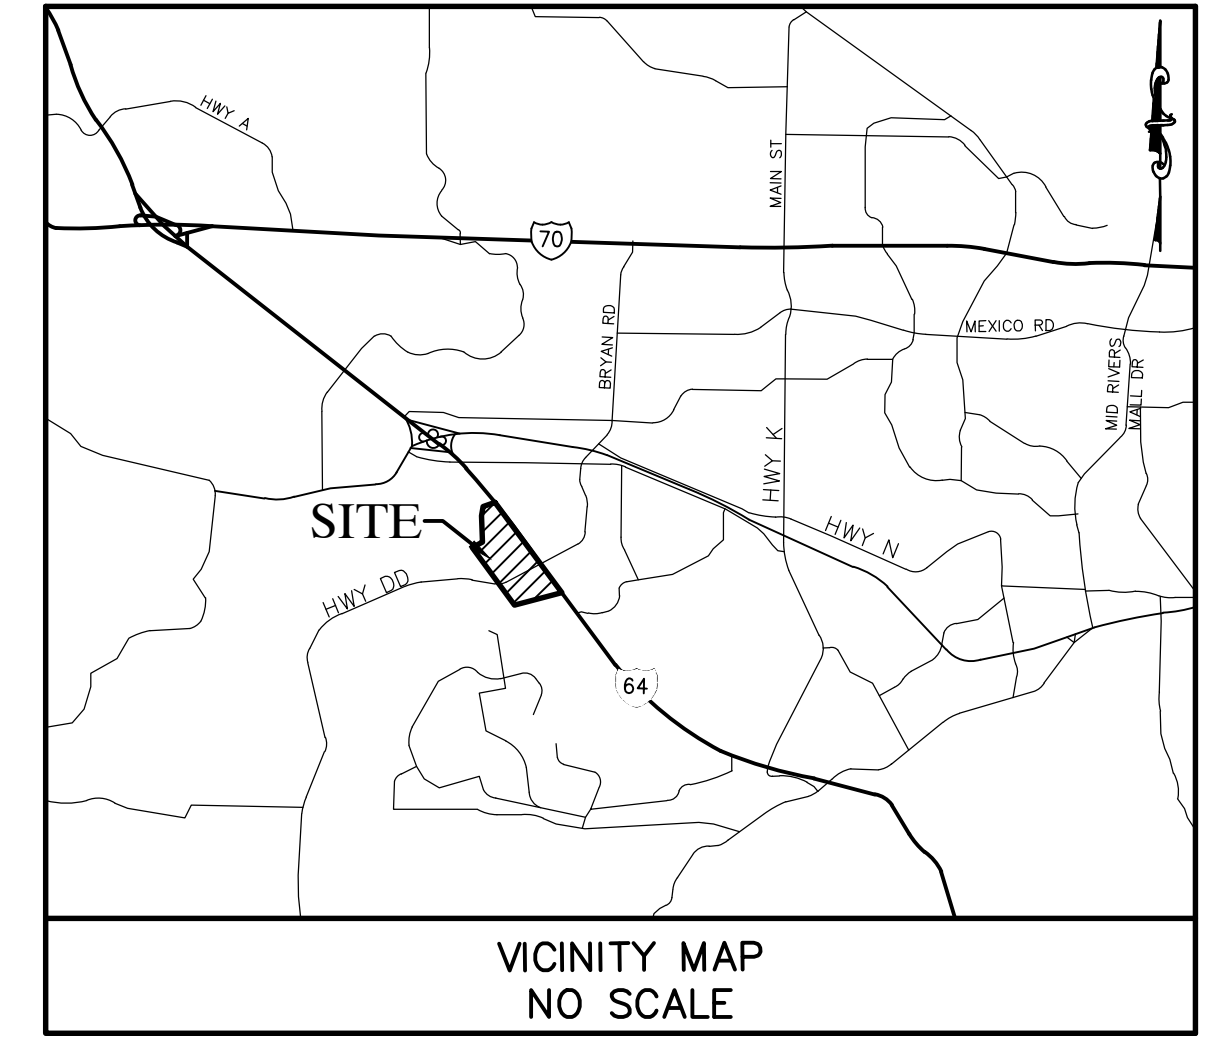 HWY A
MAIN ST
70
BRYAN RD
MEXICO RD
MID RIVERS
MALL DR
HWY K
SITE
HWY N
HWY DD
64
VICINITY MAP
NO SCALE